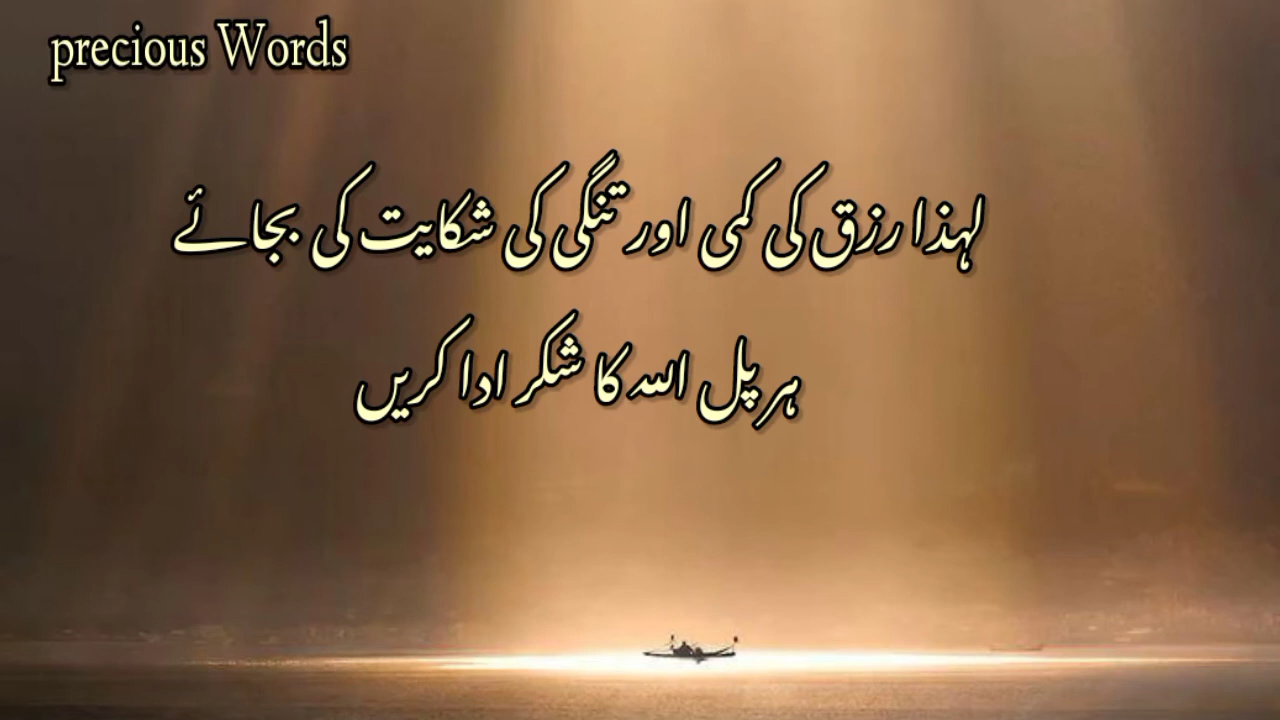 precious Words
لہذا رزق کی کمی اور تنگی کی شکایت کی بجائے
ہر پل اللہ کا شکر ادا کریں